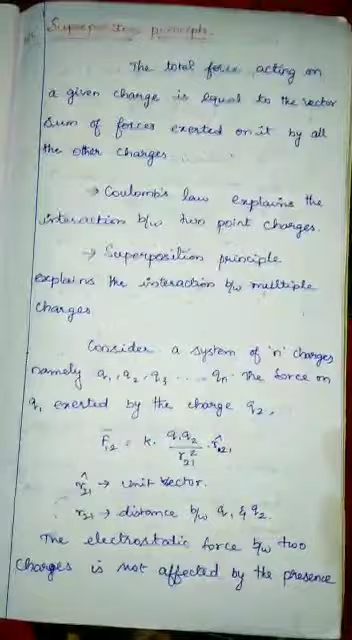 Superposition principle.
The total force acting on
a given charge is equal to the vector
sum of forces exerted on it by all
the other charges.
→ Coulomb's law explains the
interaction b/w two point charges.
→ Superposition principle
explains the interaction b/w multiple
charges
Consider a system of 'n' charges
namely q₁, q₂, q₃ .... qₙ. The force on
q₁ exerted by the charge q₂,
F⃗₁₂ = k. q₁q₂/r₂₁² . r̂₂₁
r̂₂₁ → unit vector.
r₂₁ → distance b/w q₁ & q₂.
The electrostatic force b/w two
charges is not affected by the presence